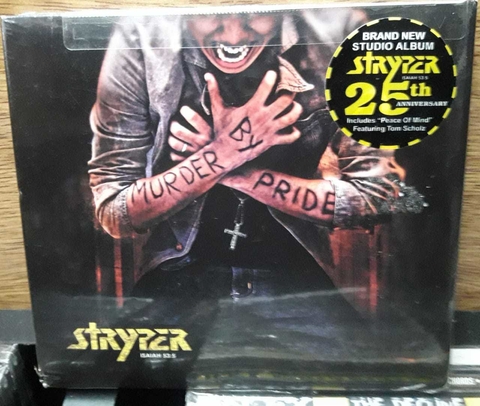 BRAND NEW
STUDIO ALBUM
STRYPER
ISAIAH 53:5
25th
ANNIVERSARY
Includes "Peace Of Mind"
Featuring Tom Scholz
MURDER BY
PRIDE
STRYPER
ISAIAH 53:5